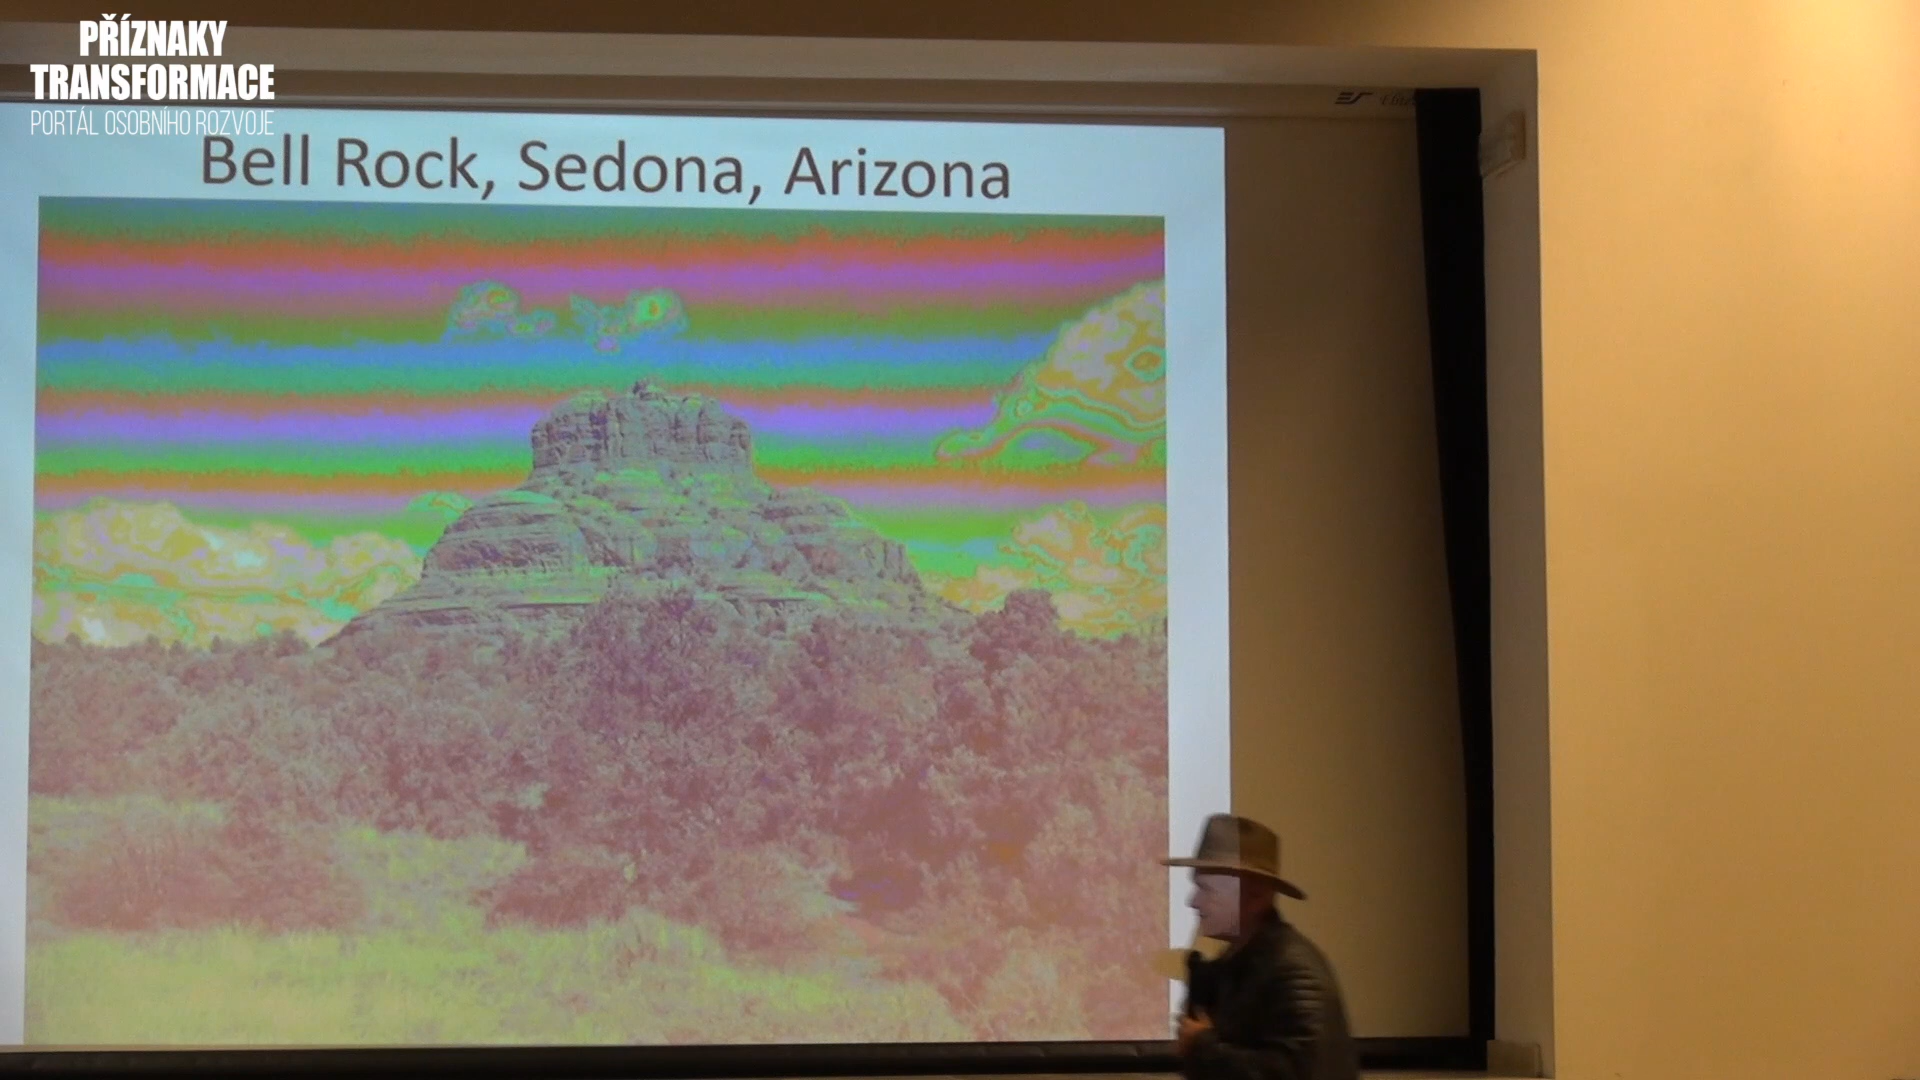 PŘÍZNAKY
TRANSFORMACE
PORTÁL OSOBNÍHO ROZVOJE
Bell Rock, Sedona, Arizona